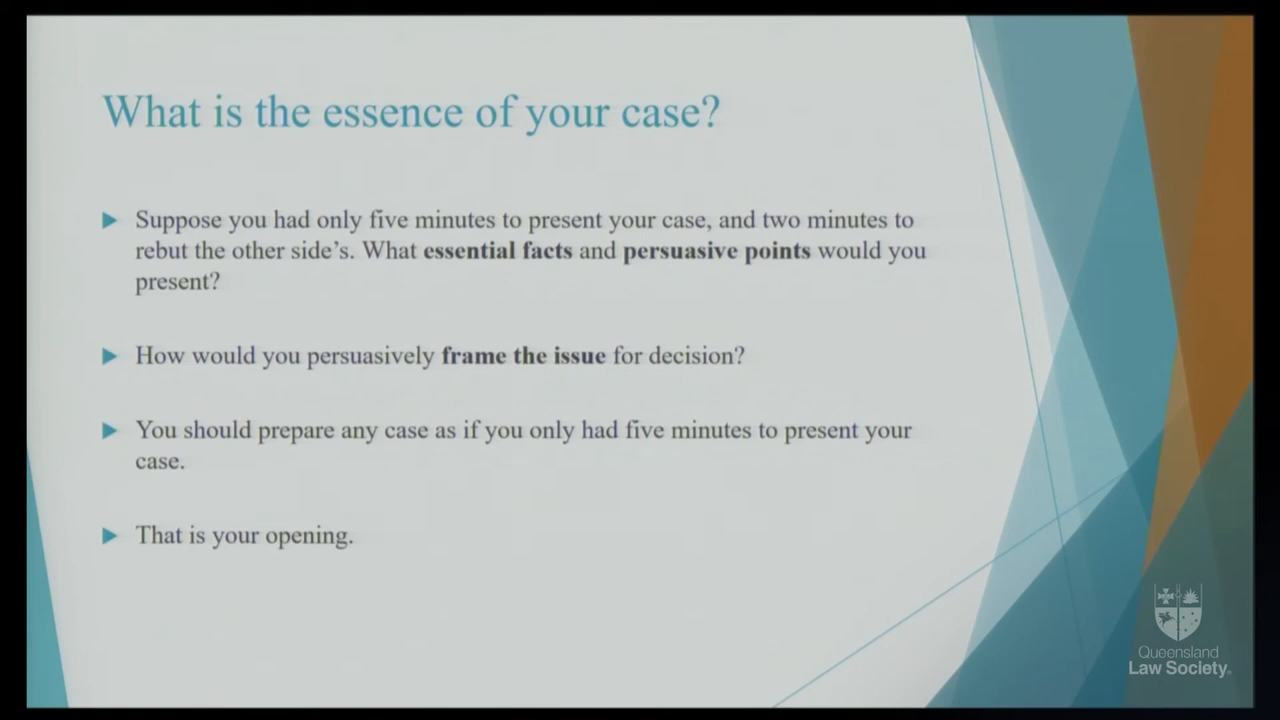 What is the essence of your case?
Suppose you had only five minutes to present your case, and two minutes to
rebut the other side’s. What essential facts and persuasive points would you
present?
How would you persuasively frame the issue for decision?
You should prepare any case as if you only had five minutes to present your
case.
That is your opening.
Queensland
Law Society